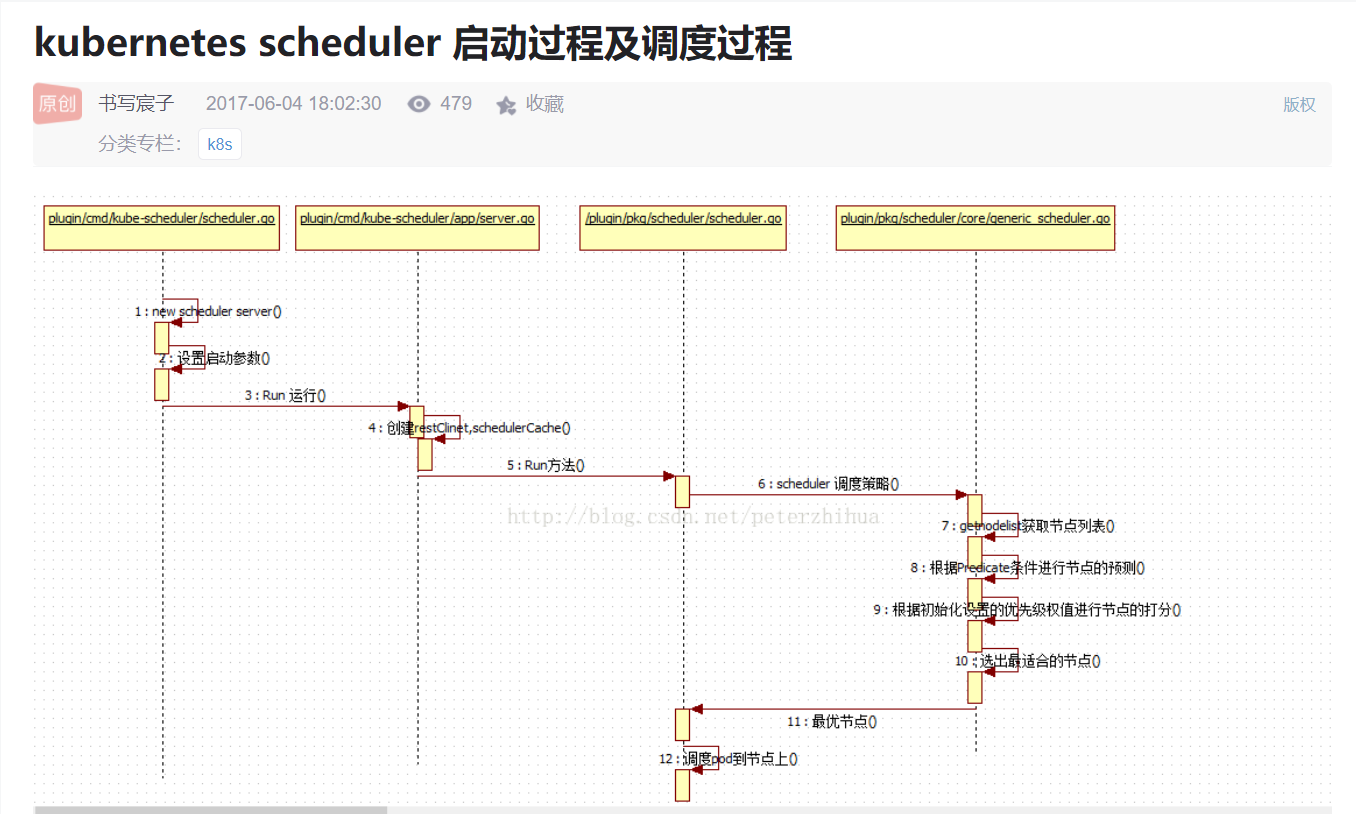 kubernetes scheduler 启动过程及调度过程
原创 书写宸子 2017-06-04 18:02:30 479 收藏 版权
分类专栏： k8s
plugin/cmd/kube-scheduler/scheduler.go plugin/cmd/kube-scheduler/app/server.go /plugin/pkg/scheduler/scheduler.go plugin/pkg/scheduler/core/generic_scheduler.go
1 : new scheduler server()
2 : 设置启动参数()
3 : Run 运行()
4 : 创建restClinet,schedulerCache()
5 : Run方法()
6 : scheduler 调度策略()
http://blog.csdn.net/peterzhihua
7 : getnodelist获取节点列表()
8 : 根据Predicate条件进行节点的预测()
9 : 根据初始化设置的优先级权值进行节点的打分()
10 : 选出最适合的节点()
11 : 最优节点()
12 : 调度pod到节点上()